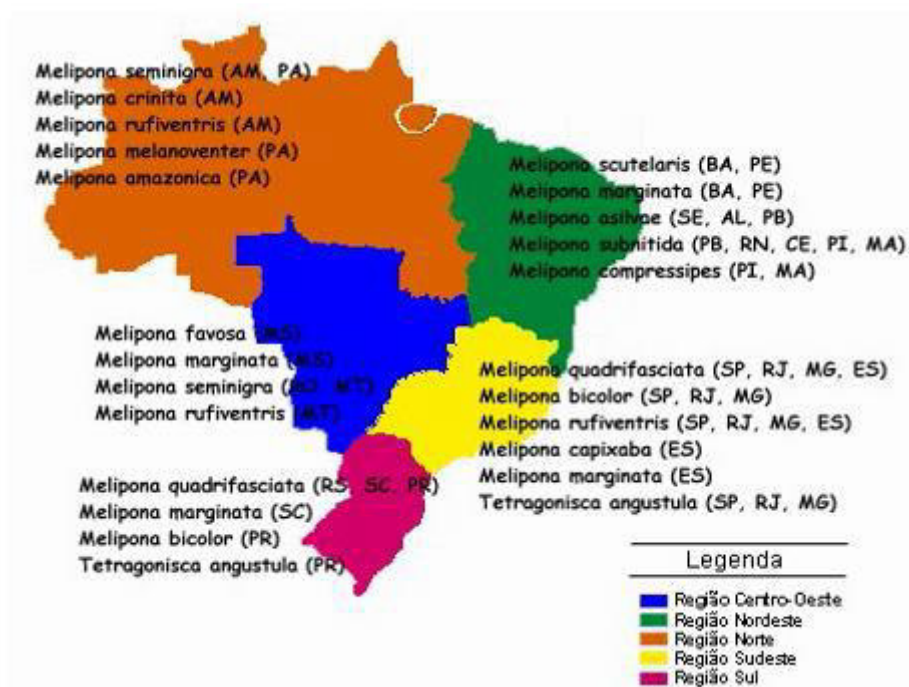 Melipona seminigra (AM, PA)
Melipona crinita (AM)
Melipona rufiventris (AM)
Melipona melanoventer (PA)
Melipona amazonica (PA)
Melipona scutelaris (BA, PE)
Melipona marginata (BA, PE)
Melipona asilvae (SE, AL, PB)
Melipona subnitida (PB, RN, CE, PI, MA)
Melipona compressipes (PI, MA)
Melipona favosa (MS)
Melipona marginata (MS)
Melipona seminigra MT)
Melipona rufiventris (MT)
Melipona quadrifasciata (SP, RJ, MG, ES)
Melipona bicolor (SP, RJ, MG)
Melipona rufiventris (SP, RJ, MG, ES)
Melipona capixaba (ES)
Melipona marginata (ES)
Tetragonisca angustula (SP, RJ, MG)
Melipona quadrifasciata (RS, SC, PR)
Melipona marginata (SC)
Melipona bicolor (PR)
Tetragonisca angustula (PR)
Legenda
Região Centro-Oeste
Região Nordeste
Região Norte
Região Sudeste
Região Sul